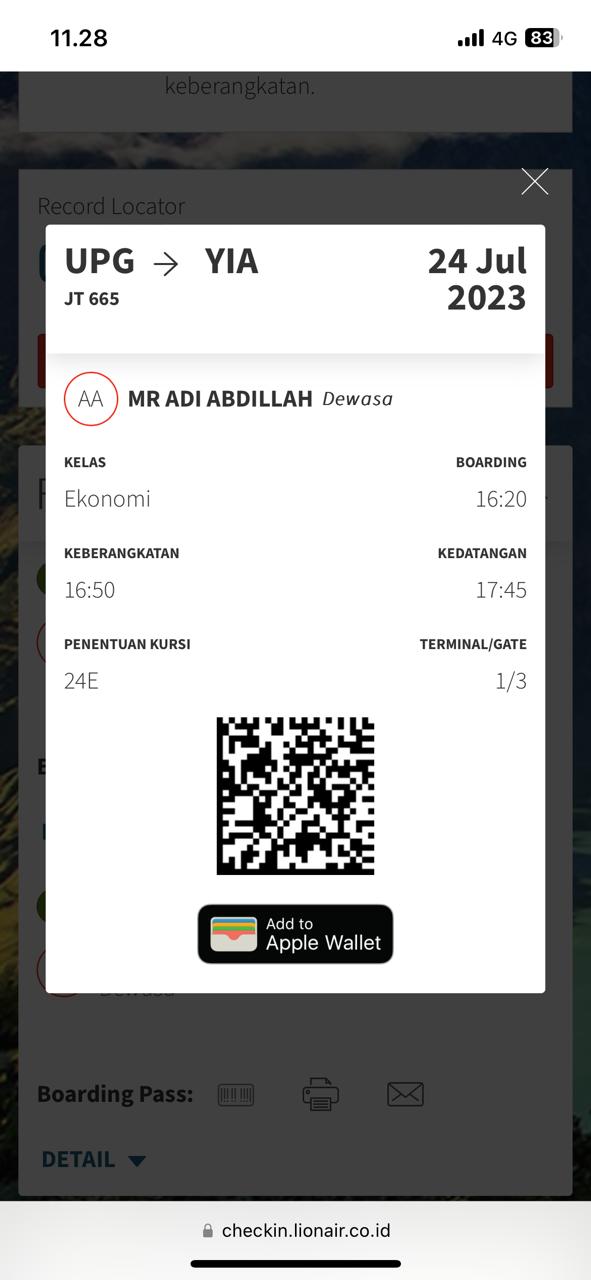 11.28
4G 83
keberangkatan.
Record Locator
UPG → YIA
24 Jul
2023
JT 665
AA MR ADI ABDILLAH Dewasa
KELAS BOARDING
Ekonomi 16:20
KEBERANGKATAN KEDATANGAN
16:50 17:45
PENENTUAN KURSI TERMINAL/GATE
24E 1/3
Add to
Apple Wallet
Dewasa
Boarding Pass:
DETAIL
checkin.lionair.co.id